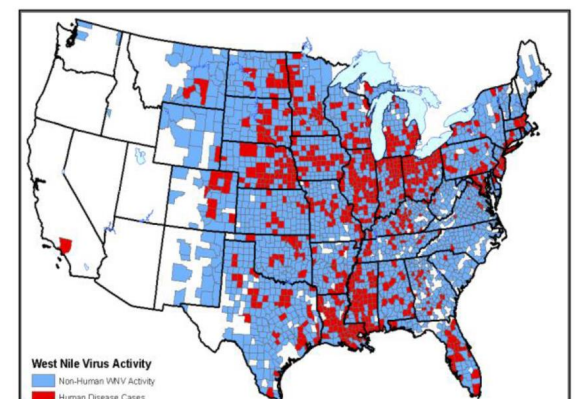 West Nile Virus Activity
Non-Human WNV Activity
Human Disease Cases